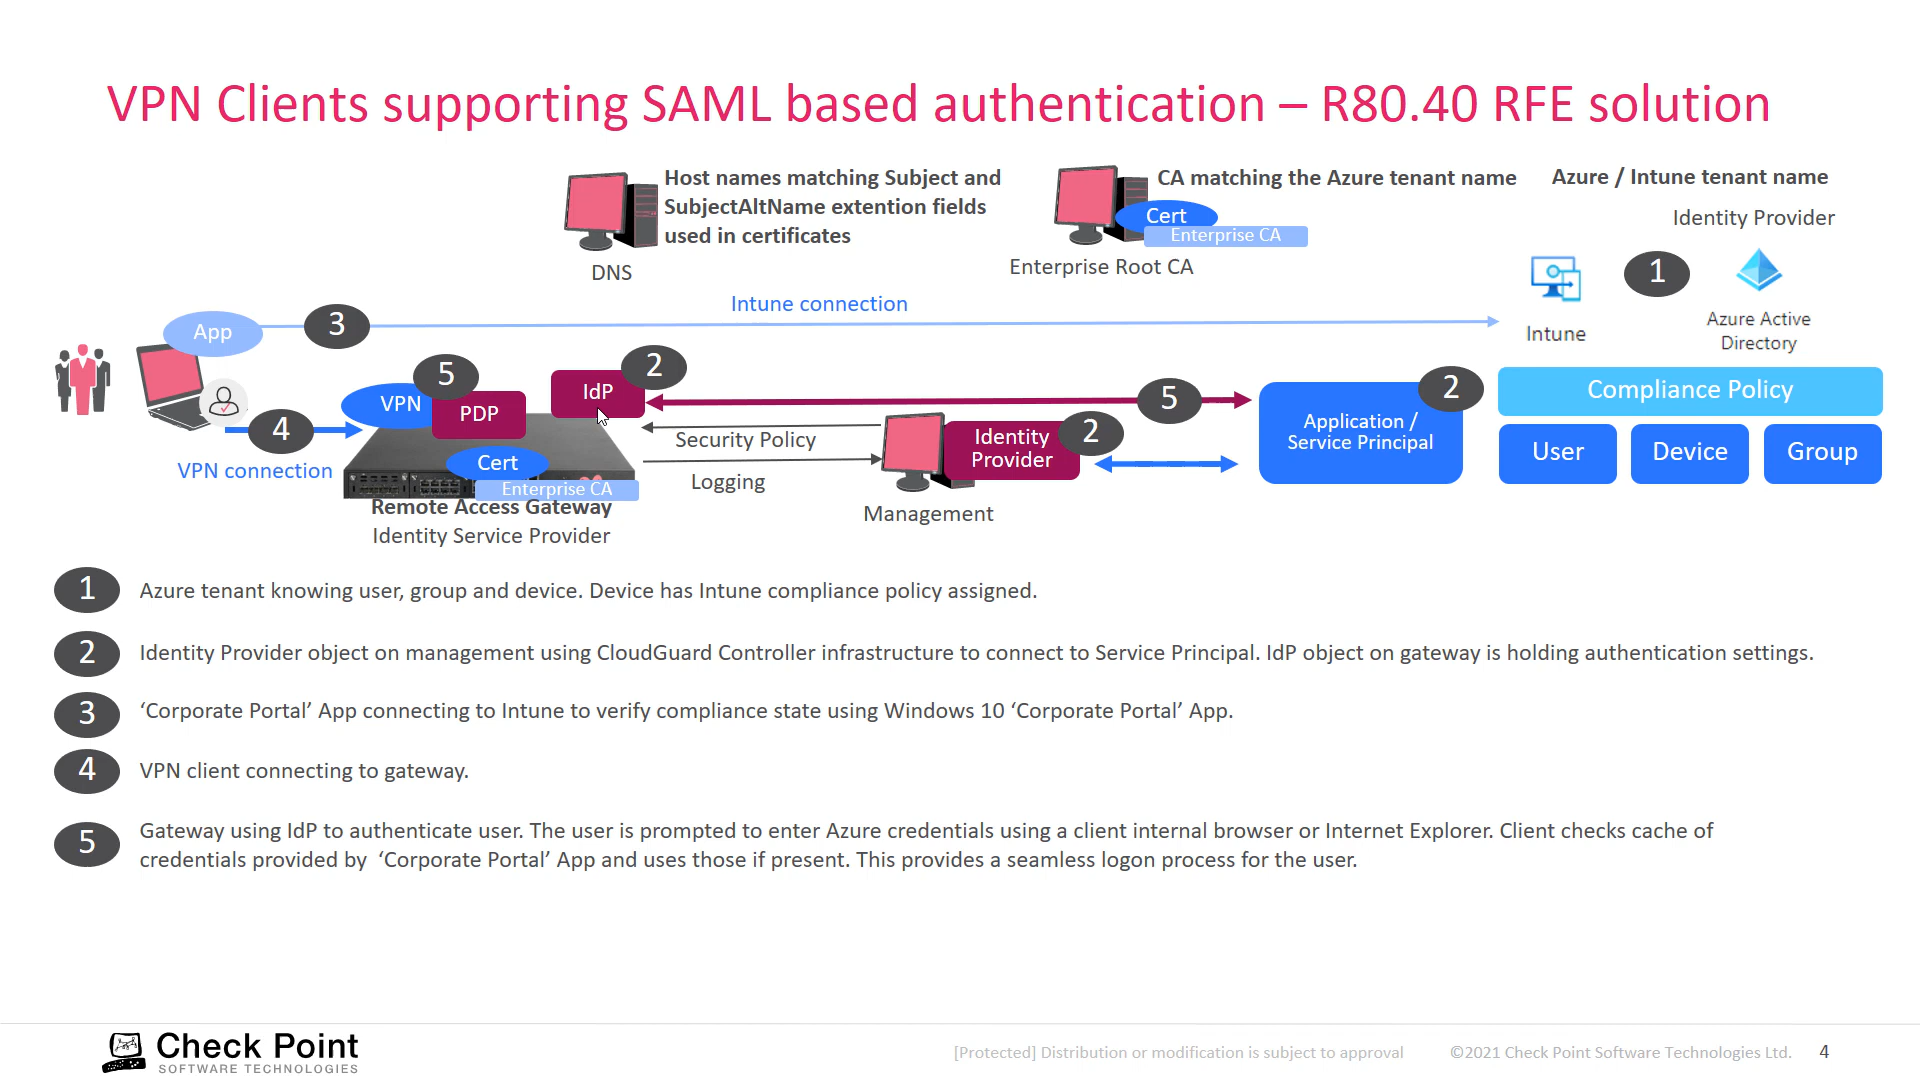 VPN Clients supporting SAML based authentication – R80.40 RFE solution
Host names matching Subject and
SubjectAltName extention fields
used in certificates
DNS
CA matching the Azure tenant name
Cert
Enterprise CA
Enterprise Root CA
Azure / Intune tenant name
Identity Provider
1
Intune
Azure Active
Directory
Intune connection
App
3
5
2
VPN
PDP
IdP
4
VPN connection
Cert
Enterprise CA
Remote Access Gateway
Identity Service Provider
5
Security Policy
Logging
Identity
Provider
2
Management
Application /
Service Principal
2
Compliance Policy
User
Device
Group
1
Azure tenant knowing user, group and device. Device has Intune compliance policy assigned.
2
Identity Provider object on management using CloudGuard Controller infrastructure to connect to Service Principal. IdP object on gateway is holding authentication settings.
3
‘Corporate Portal’ App connecting to Intune to verify compliance state using Windows 10 ‘Corporate Portal’ App.
4
VPN client connecting to gateway.
5
Gateway using IdP to authenticate user. The user is prompted to enter Azure credentials using a client internal browser or Internet Explorer. Client checks cache of
credentials provided by ‘Corporate Portal’ App and uses those if present. This provides a seamless logon process for the user.
Check Point
SOFTWARE TECHNOLOGIES
[Protected] Distribution or modification is subject to approval
©2021 Check Point Software Technologies Ltd.
4